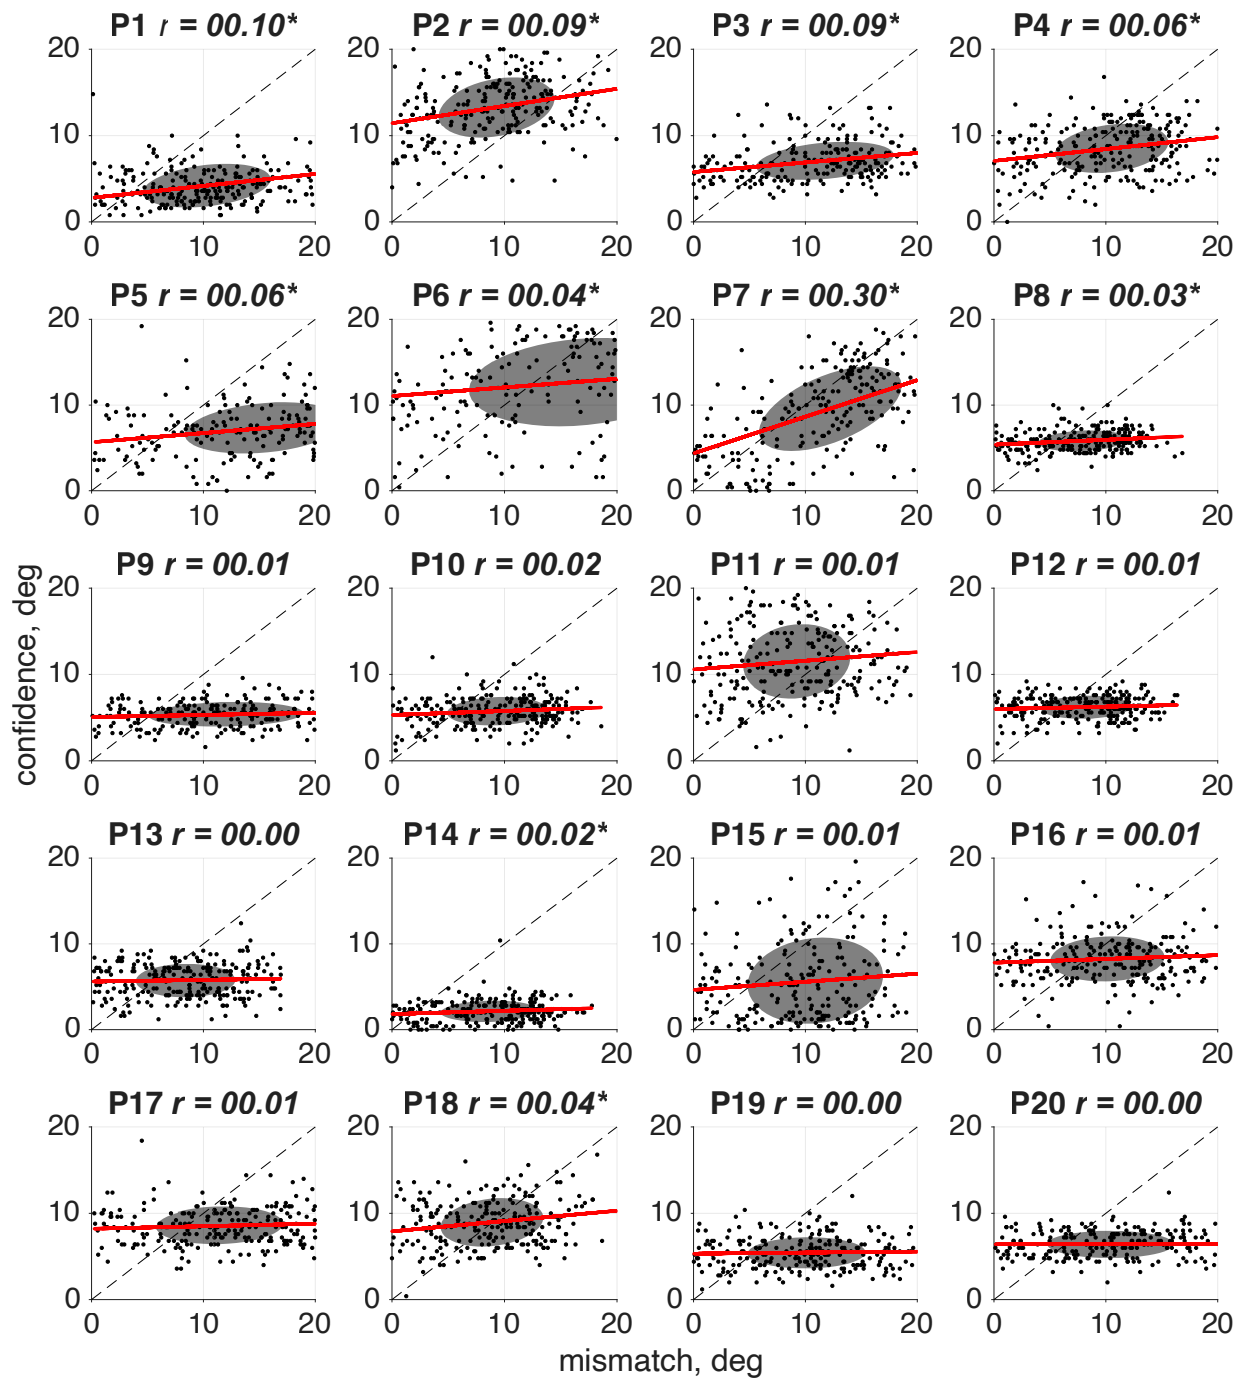 P1 r = 00.10*
P2 r = 00.09*
P3 r = 00.09*
P4 r = 00.06*
20
10
0
0 10 20
20
10
0
0 10 20
20
10
0
0 10 20
20
10
0
0 10 20
P5 r = 00.06*
P6 r = 00.04*
P7 r = 00.30*
P8 r = 00.03*
20
10
0
0 10 20
20
10
0
0 10 20
20
10
0
0 10 20
20
10
0
0 10 20
confidence, deg
P9 r = 00.01
P10 r = 00.02
P11 r = 00.01
P12 r = 00.01
20
10
0
0 10 20
20
10
0
0 10 20
20
10
0
0 10 20
20
10
0
0 10 20
P13 r = 00.00
P14 r = 00.02*
P15 r = 00.01
P16 r = 00.01
20
10
0
0 10 20
20
10
0
0 10 20
20
10
0
0 10 20
20
10
0
0 10 20
P17 r = 00.01
P18 r = 00.04*
P19 r = 00.00
P20 r = 00.00
20
10
0
0 10 20
20
10
0
0 10 20
20
10
0
0 10 20
20
10
0
0 10 20
mismatch, deg